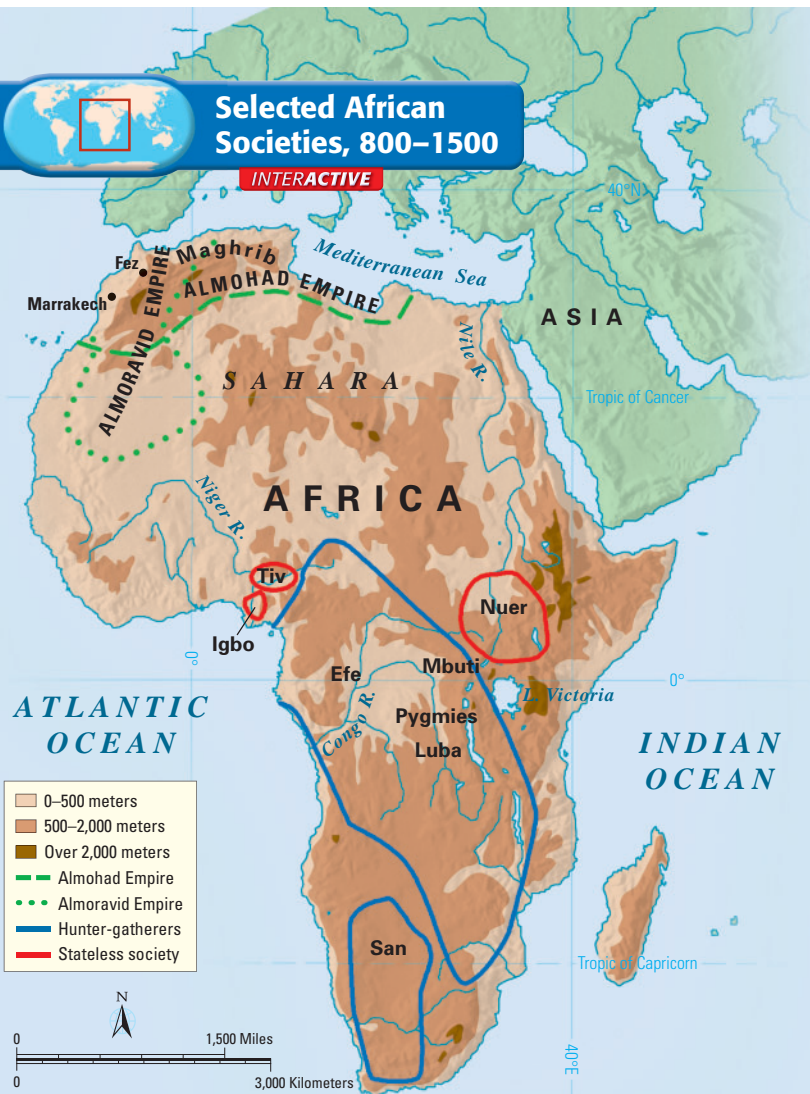 Selected African
Societies, 800–1500
INTERACTIVE
40°N
Mediterranean Sea
Maghrib
Fez
ALMOHAD EMPIRE
Marrakech
ALMORAVID EMPIRE
ASIA
Nile R.
SAHARA
Tropic of Cancer
AFRICA
Niger R.
Tiv
Nuer
Igbo
0°
Efe
Mbuti
0°
L. Victoria
ATLANTIC
OCEAN
Congo R.
Pygmies
Luba
INDIAN
OCEAN
0–500 meters
500–2,000 meters
Over 2,000 meters
Almohad Empire
Almoravid Empire
Hunter-gatherers
Stateless society
San
Tropic of Capricorn
N
0 1,500 Miles
0 3,000 Kilometers
40°E